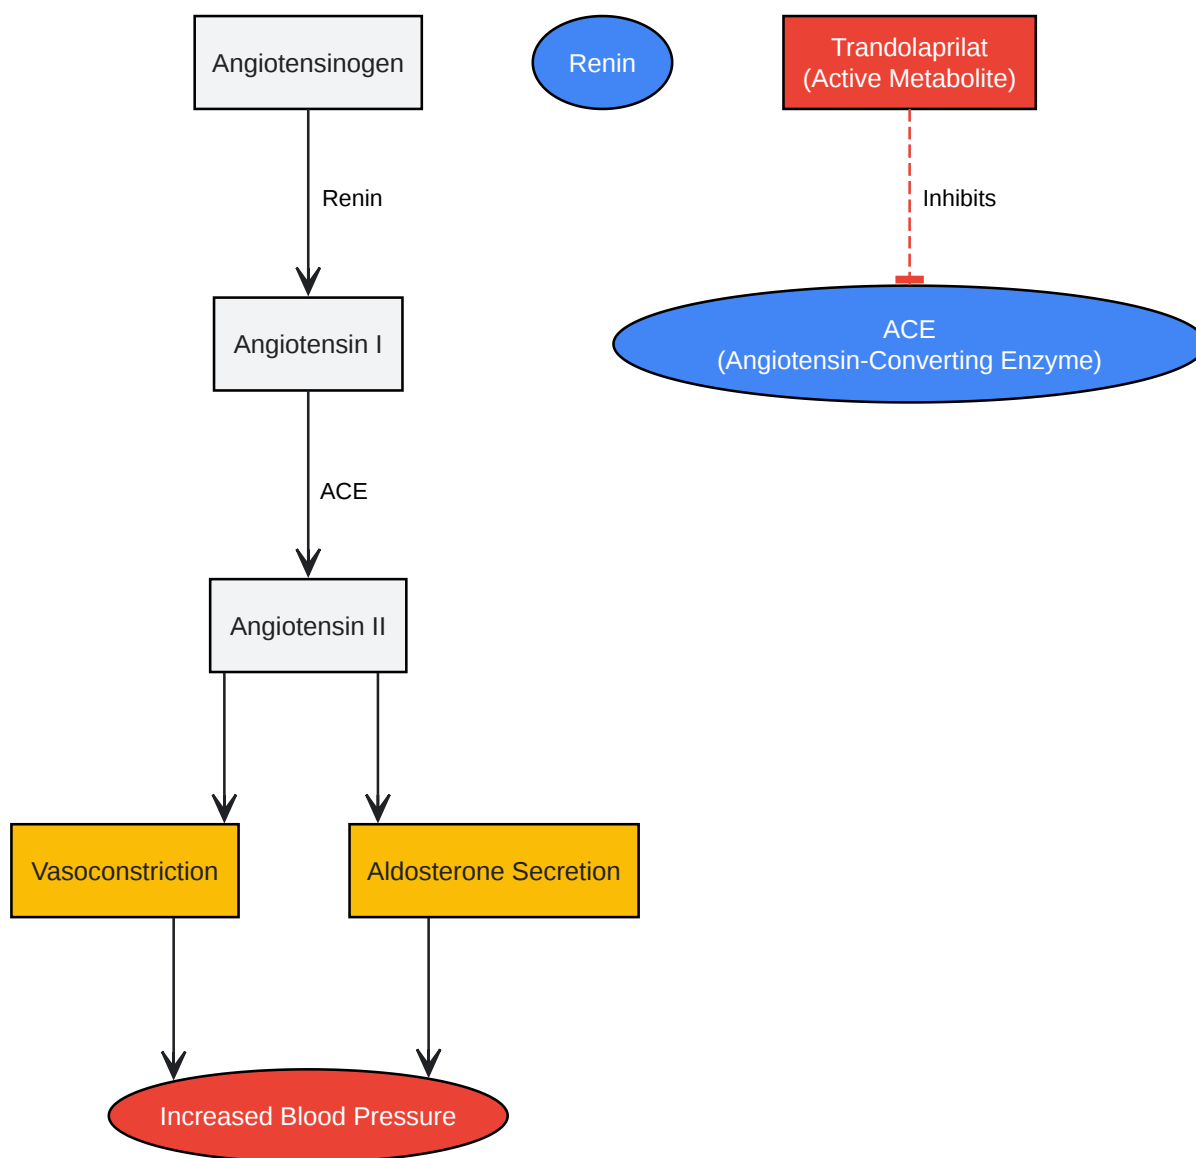 Angiotensinogen
Renin
Trandolaprilat
(Active Metabolite)
Renin
Inhibits
Angiotensin I
ACE
(Angiotensin-Converting Enzyme)
ACE
Angiotensin II
Vasoconstriction
Aldosterone Secretion
Increased Blood Pressure